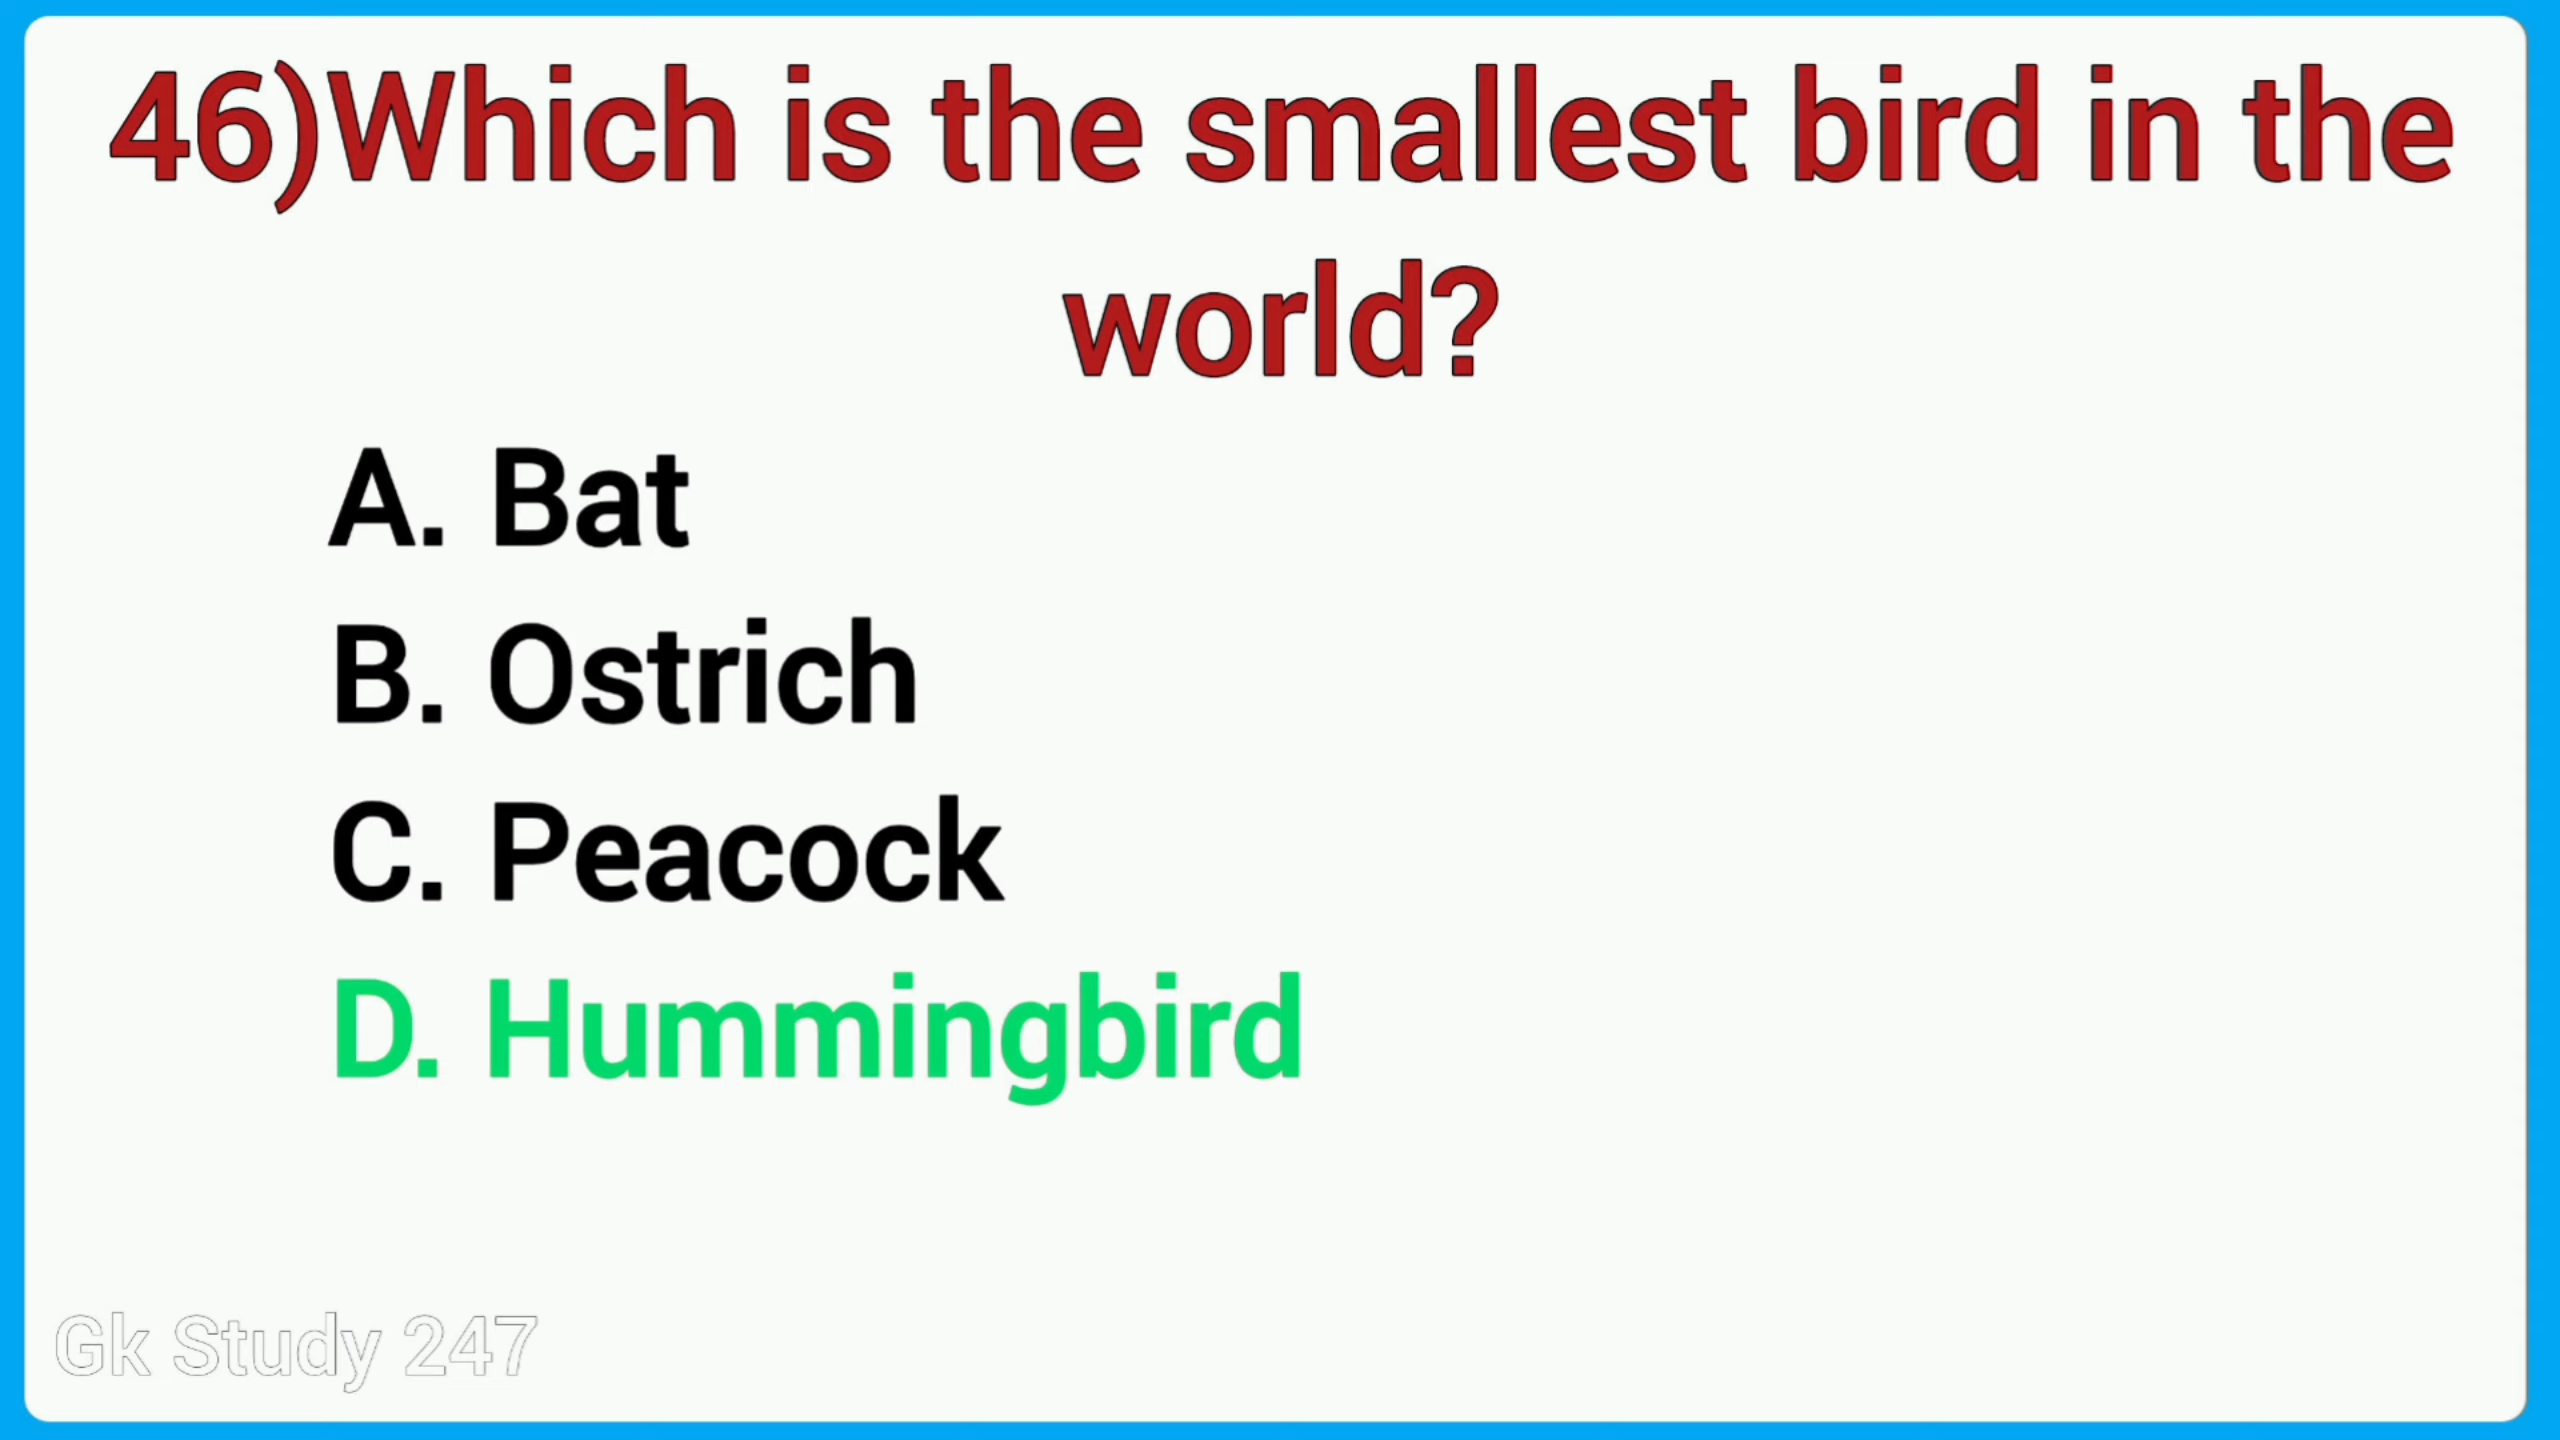 46)Which is the smallest bird in the
world?
A. Bat
B. Ostrich
C. Peacock
D. Hummingbird
Gk Study 247